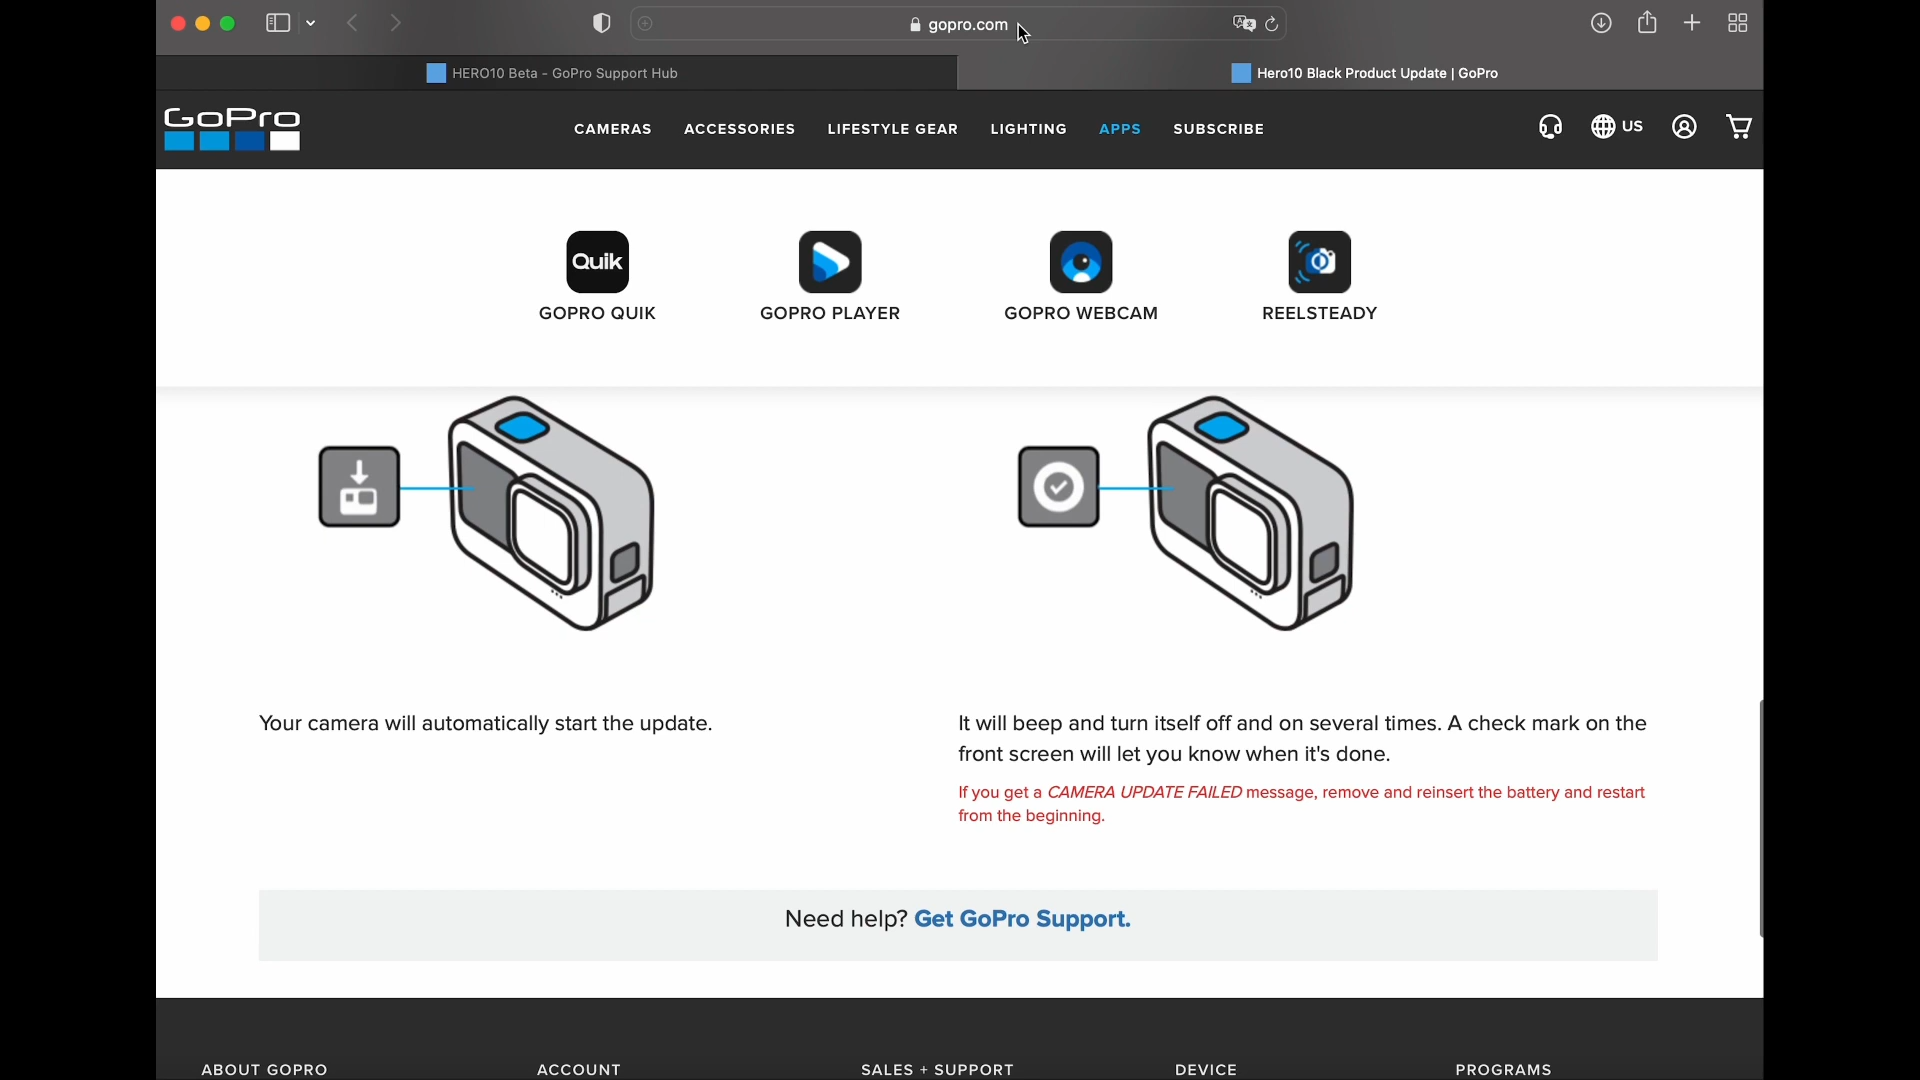 gopro.com
HERO10 Beta - GoPro Support Hub
Hero10 Black Product Update | GoPro
GoPro
CAMERAS
ACCESSORIES
LIFESTYLE GEAR
LIGHTING
APPS
SUBSCRIBE
US
Quik
GOPRO QUIK
GOPRO PLAYER
GOPRO WEBCAM
REELSTEADY
Your camera will automatically start the update.
It will beep and turn itself off and on several times. A check mark on the
front screen will let you know when it's done.
If you get a CAMERA UPDATE FAILED message, remove and reinsert the battery and restart
from the beginning.
Need help? Get GoPro Support.
ABOUT GOPRO
ACCOUNT
SALES + SUPPORT
DEVICE
PROGRAMS